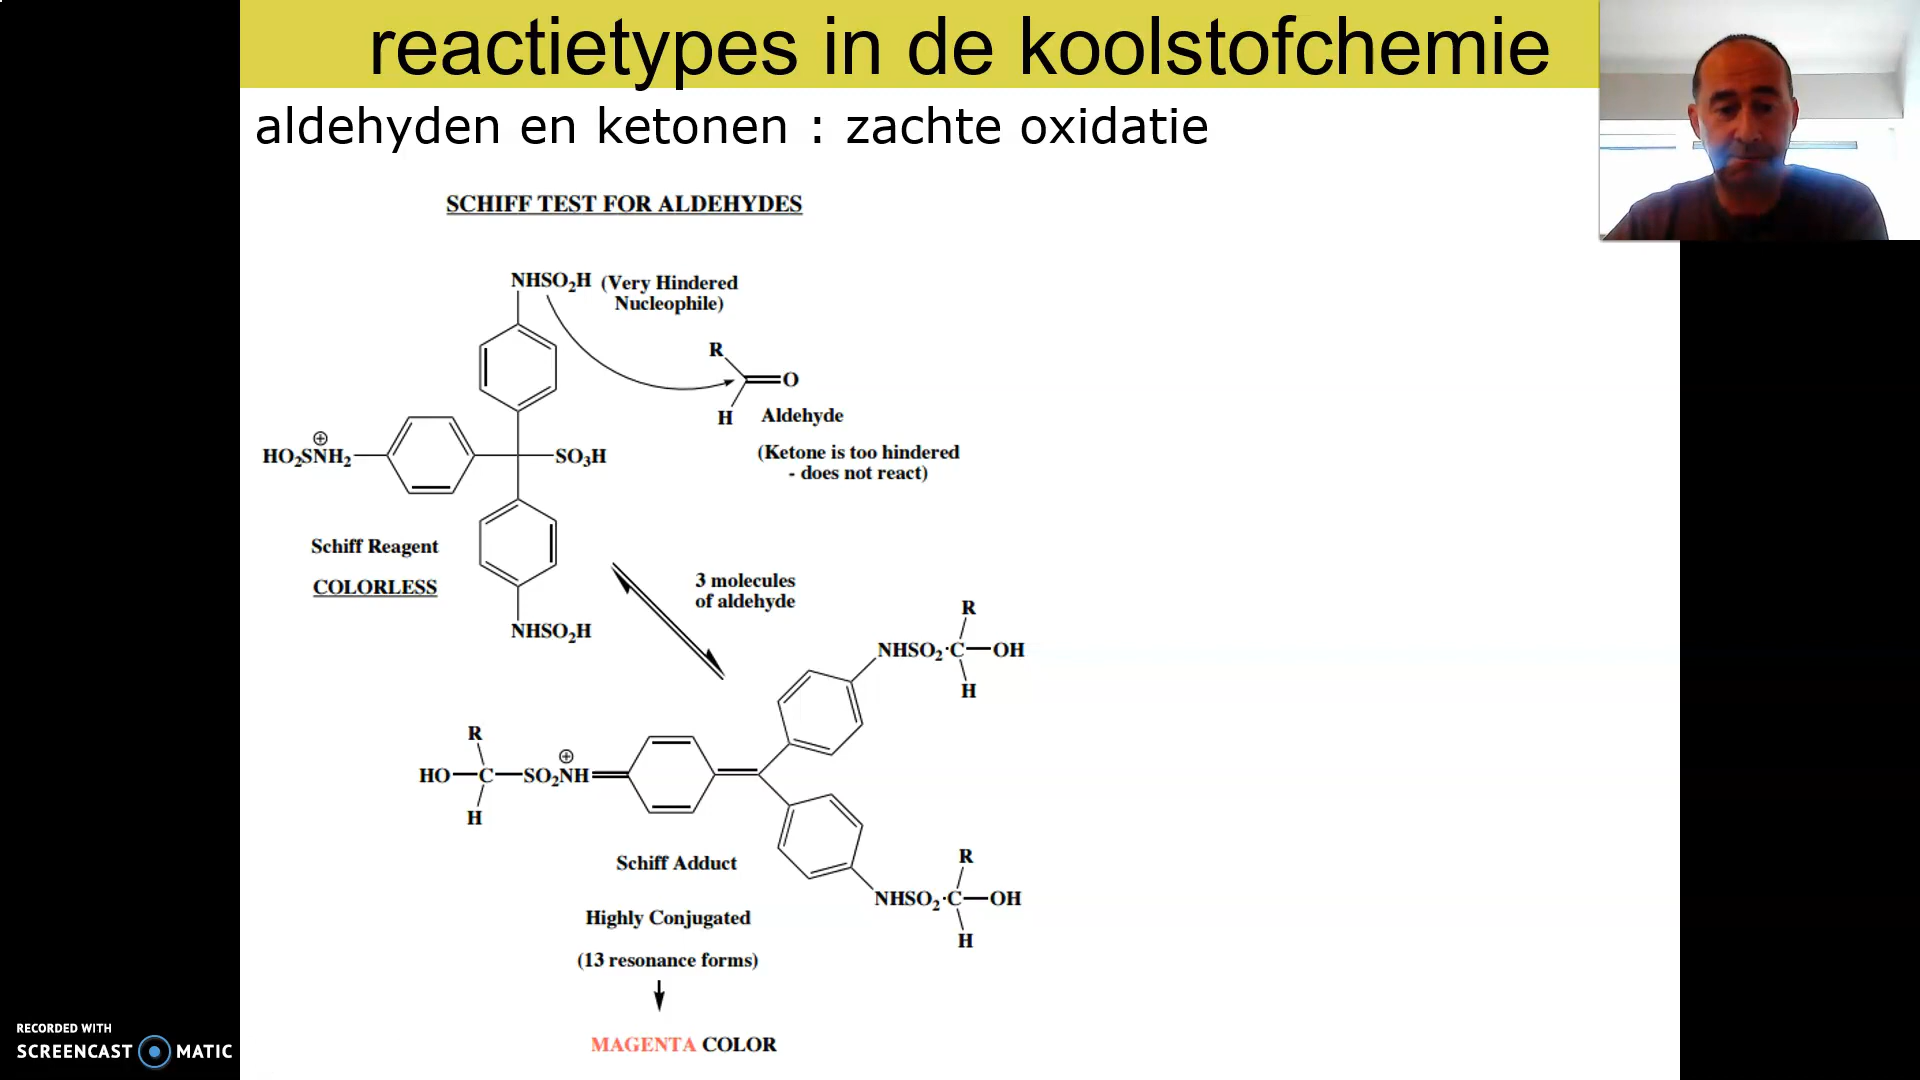 reactietypes in de koolstofchemie
aldehyden en ketonen : zachte oxidatie
SCHIFF TEST FOR ALDEHYDES
NHSO₂H (Very Hindered
Nucleophile)
R
O
H Aldehyde
(Ketone is too hindered
- does not react)
⊕
HO₂SNH₂
SO₃H
Schiff Reagent
COLORLESS
NHSO₂H
3 molecules
of aldehyde
R
NHSO₂·C—OH
H
R
⊕
HO—C—SO₂NH
H
Schiff Adduct
R
NHSO₂·C—OH
H
Highly Conjugated
(13 resonance forms)
MAGENTA COLOR
RECORDED WITH
SCREENCAST MATIC